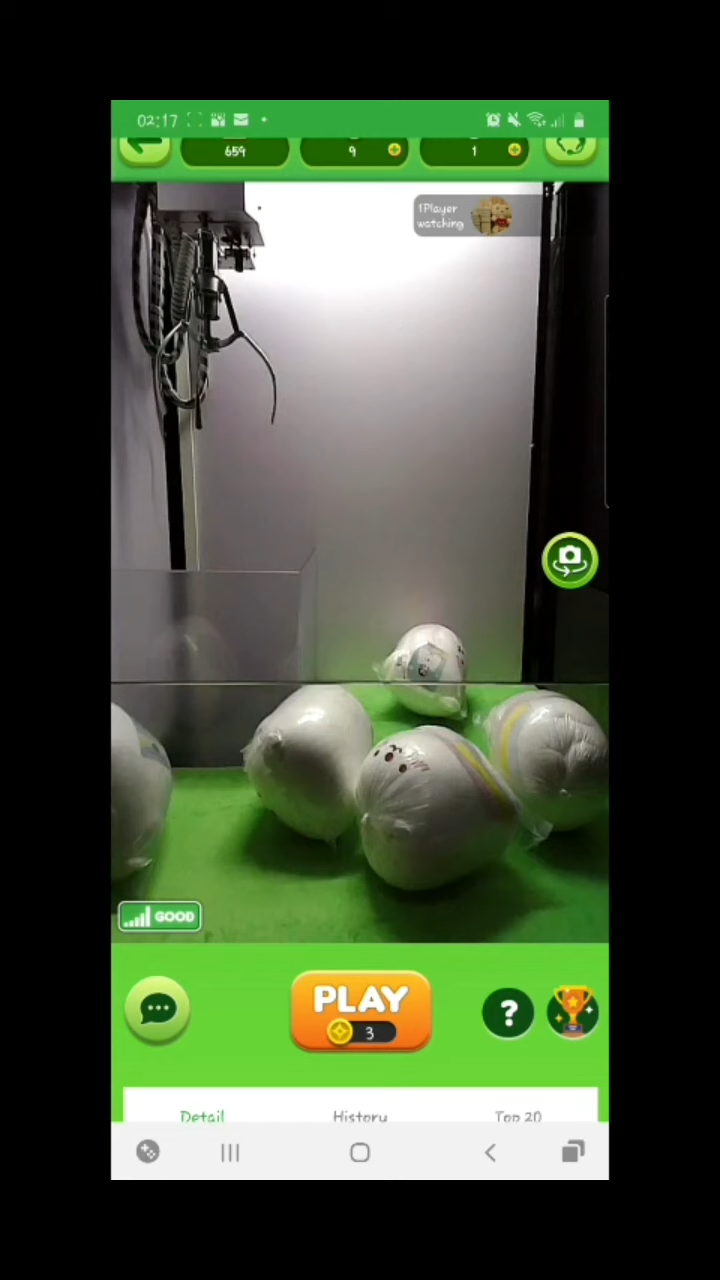 02:17
659
9
1
1Player
watching
GOOD
PLAY
3
?
Detail
History
Top 20